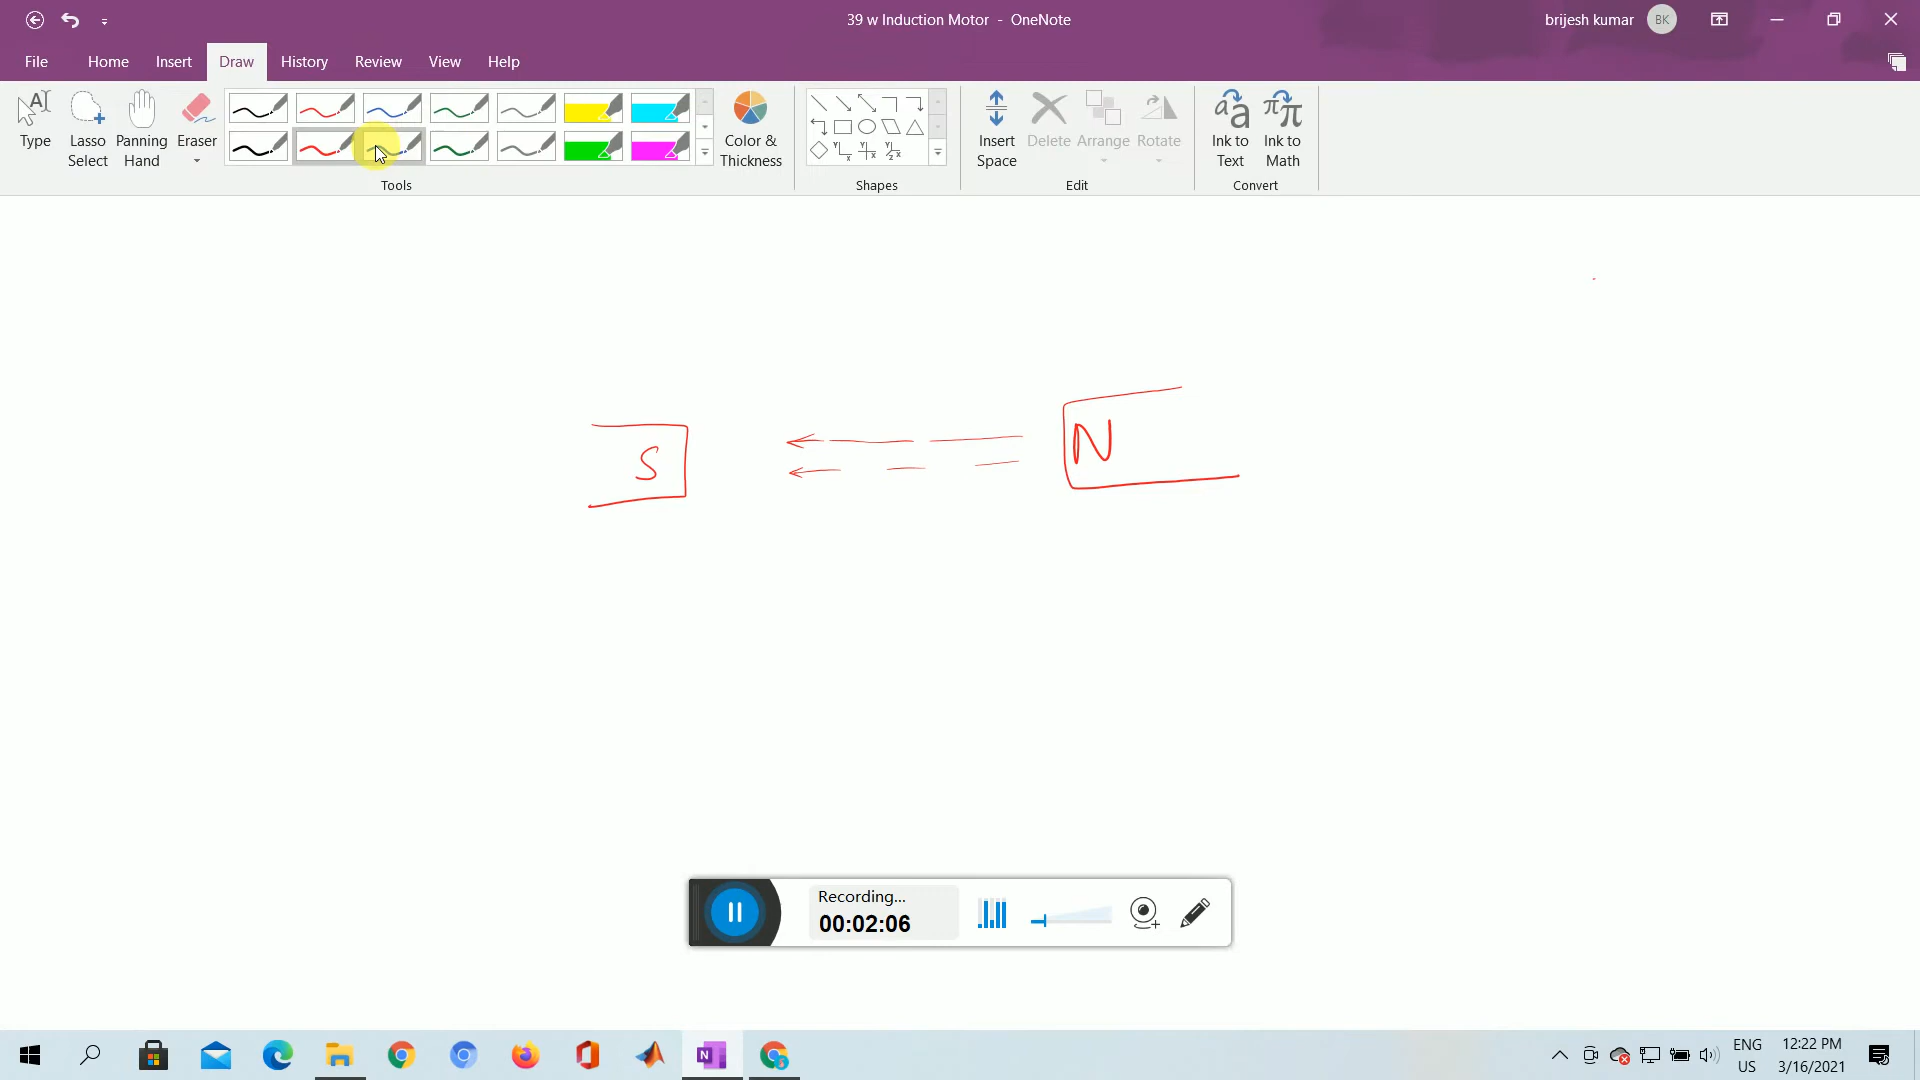 39 w Induction Motor - OneNote
brijesh kumar
BK
File
Home
Insert
Draw
History
Review
View
Help
Type
Lasso
Select
Panning
Hand
Eraser
Color &
Thickness
Insert
Space
Delete
Arrange
Rotate
Ink to
Text
Ink to
Math
Tools
Shapes
Edit
Convert
S
N
Recording...
00:02:06
ENG
US
12:22 PM
3/16/2021